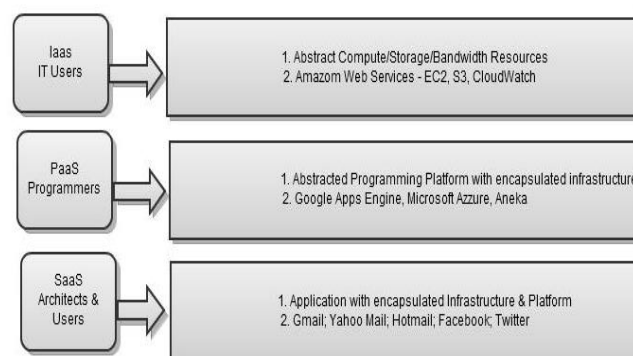 Iaas
IT Users
1. Abstract Compute/Storage/Bandwidth Resources
2. Amazom Web Services - EC2, S3, CloudWatch
PaaS
Programmers
1. Abstracted Programming Platform with encapsulated infrastructure
2. Google Apps Engine, Microsoft Azzure, Aneka
SaaS
Architects &
Users
1. Application with encapsulated Infrastructure & Platform
2. Gmail; Yahoo Mail; Hotmail; Facebook; Twitter